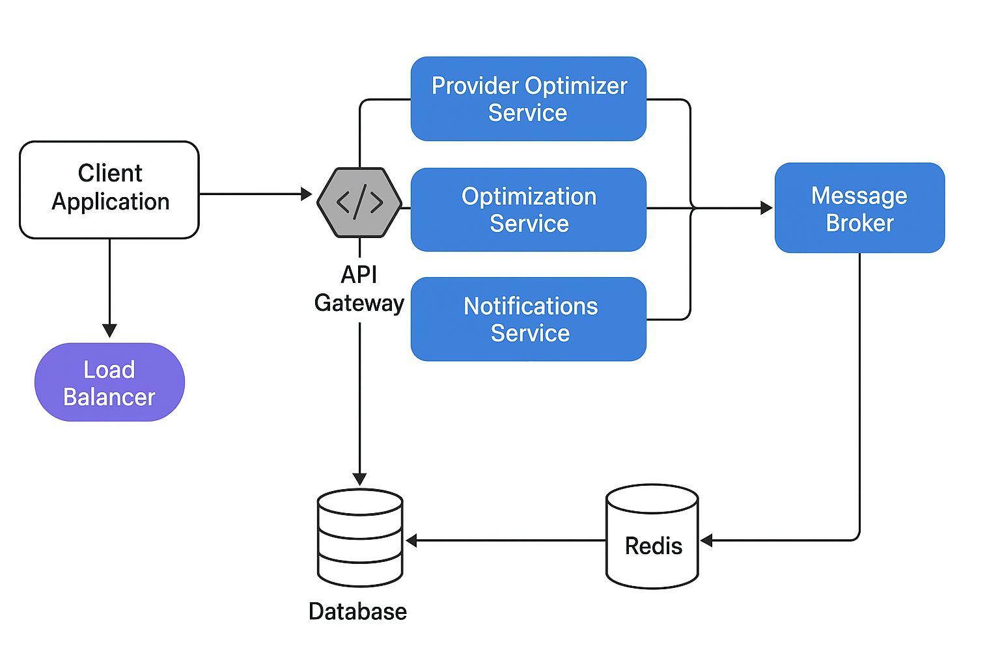 Provider Optimizer
Service
Client
Application
</>
Optimization
Service
Message
Broker
API
Gateway
Notifications
Service
Load
Balancer
Redis
Database